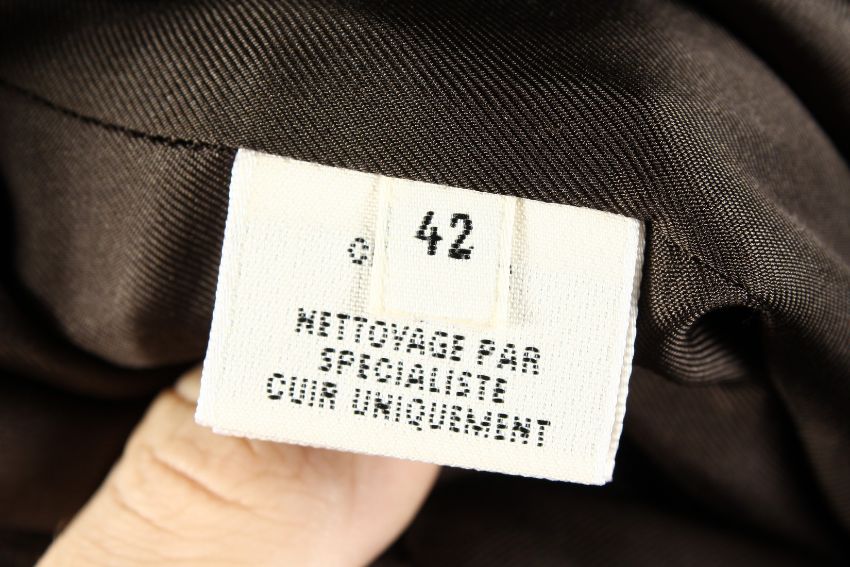 42
NETTOYAGE PAR
SPECIALISTE
CUIR UNIQUEMENT